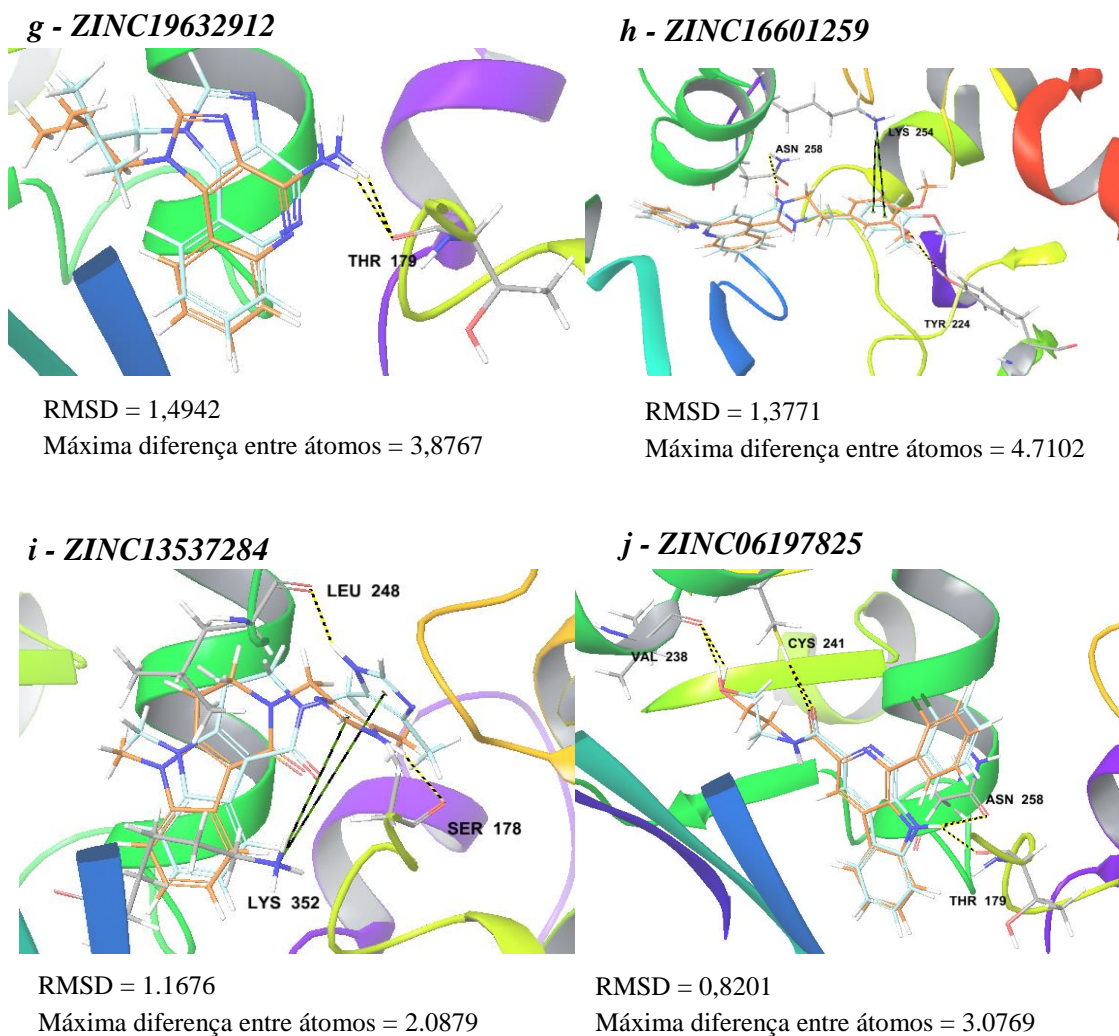 g - ZINC19632912
THR 179
RMSD = 1,4942
Máxima diferença entre átomos = 3,8767
h - ZINC16601259
LYS 254
ASN 258
TYR 224
RMSD = 1,3771
Máxima diferença entre átomos = 4.7102
i - ZINC13537284
LEU 248
SER 178
LYS 352
RMSD = 1.1676
Máxima diferença entre átomos = 2.0879
j - ZINC06197825
CYS 241
VAL 238
ASN 258
THR 179
RMSD = 0,8201
Máxima diferença entre átomos = 3.0769